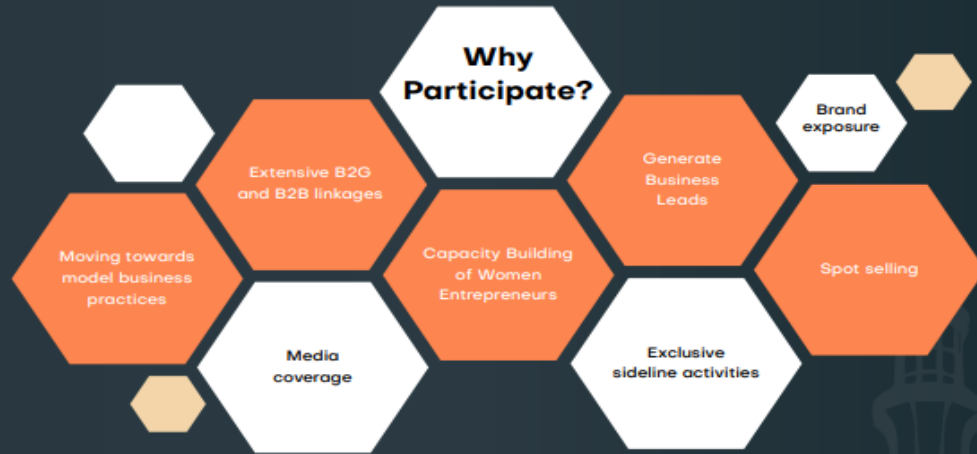 Why
Participate?
Brand
exposure
Extensive B2G
and B2B linkages
Generate
Business
Leads
Moving towards
model business
practices
Capacity Building
of Women
Entrepreneurs
Spot selling
Media
coverage
Exclusive
sideline activities